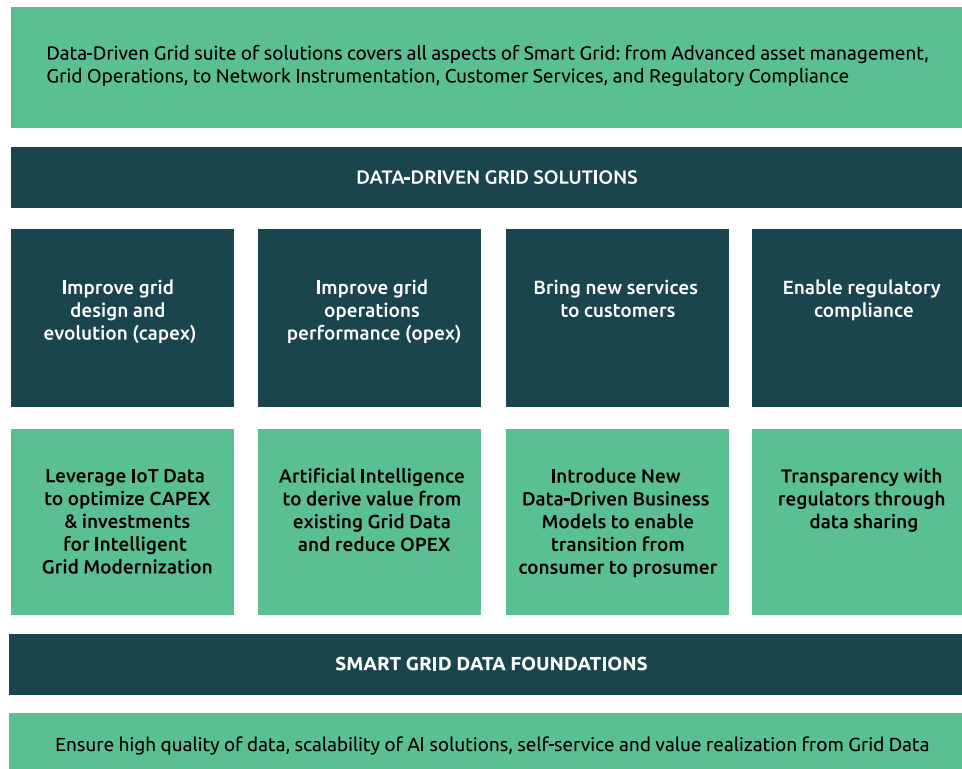 Data-Driven Grid suite of solutions covers all aspects of Smart Grid: from Advanced asset management,
Grid Operations, to Network Instrumentation, Customer Services, and Regulatory Compliance
DATA-DRIVEN GRID SOLUTIONS
Improve grid
design and
evolution (capex)
Improve grid
operations
performance (opex)
Bring new services
to customers
Enable regulatory
compliance
Leverage IoT Data
to optimize CAPEX
& investments
for Intelligent
Grid Modernization
Artificial Intelligence
to derive value from
existing Grid Data
and reduce OPEX
Introduce New
Data-Driven Business
Models to enable
transition from
consumer to prosumer
Transparency with
regulators through
data sharing
SMART GRID DATA FOUNDATIONS
Ensure high quality of data, scalability of AI solutions, self-service and value realization from Grid Data